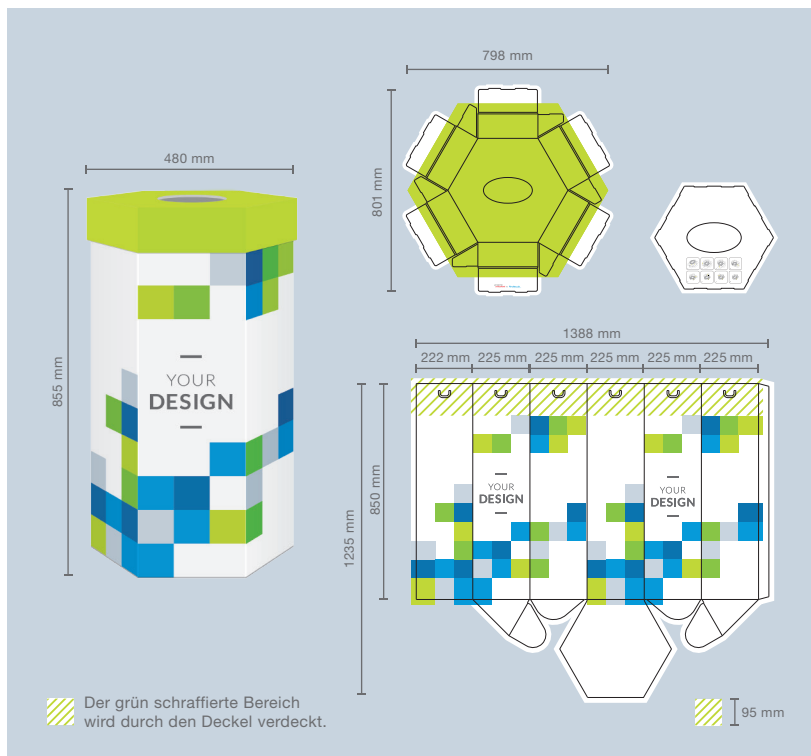 798 mm
480 mm
801 mm
855 mm
YOUR
DESIGN
1388 mm
222 mm 225 mm 225 mm 225 mm 225 mm 225 mm
850 mm
1235 mm
YOUR
DESIGN
YOUR
DESIGN
Der grün schraffierte Bereich
wird durch den Deckel verdeckt.
95 mm